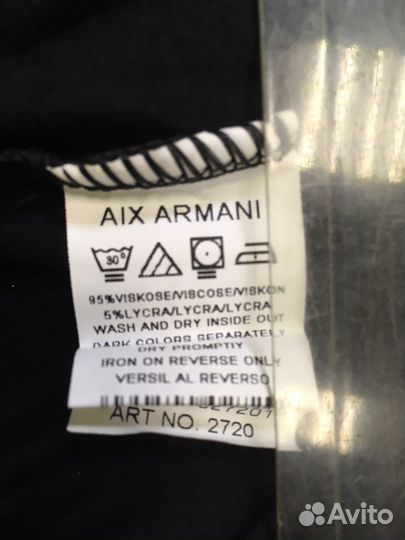 AIX ARMANI
30°
95%VISKOSE/VISCOSE/VISKON
5%LYCRA/LYCRA/LYCRA
WASH AND DRY INSIDE OUT
DARK COLORS SEPARATELY
DRY PROMPTIY
IRON ON REVERSE ONLY
VERSIL AL REVERSO
ART NO. 2720
Avito